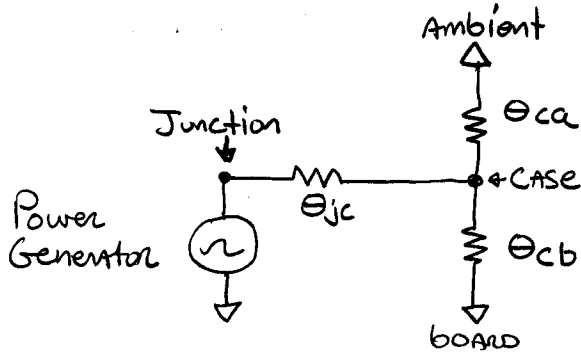 Ambient
θca
Junction
← CASE
θjc
Power
Generator
θcb
bOARD